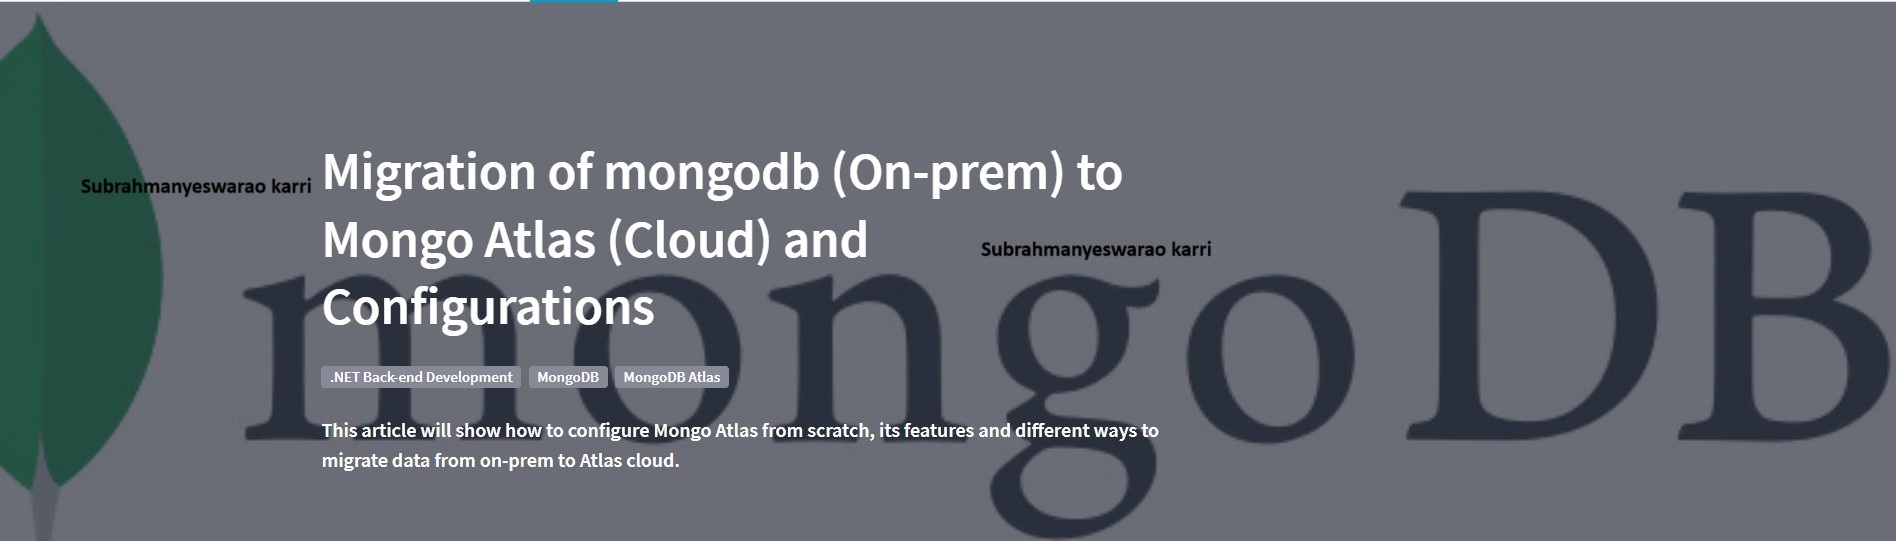 Migration of mongodb (On-prem) to
Subrahmanyeswarao karri
Mongo Atlas (Cloud) and
Subrahmanyeswarao karri
Configurations
mongoDB
.NET Back-end Development MongoDB MongoDB Atlas
This article will show how to configure Mongo Atlas from scratch, its features and different ways to
migrate data from on-prem to Atlas cloud.